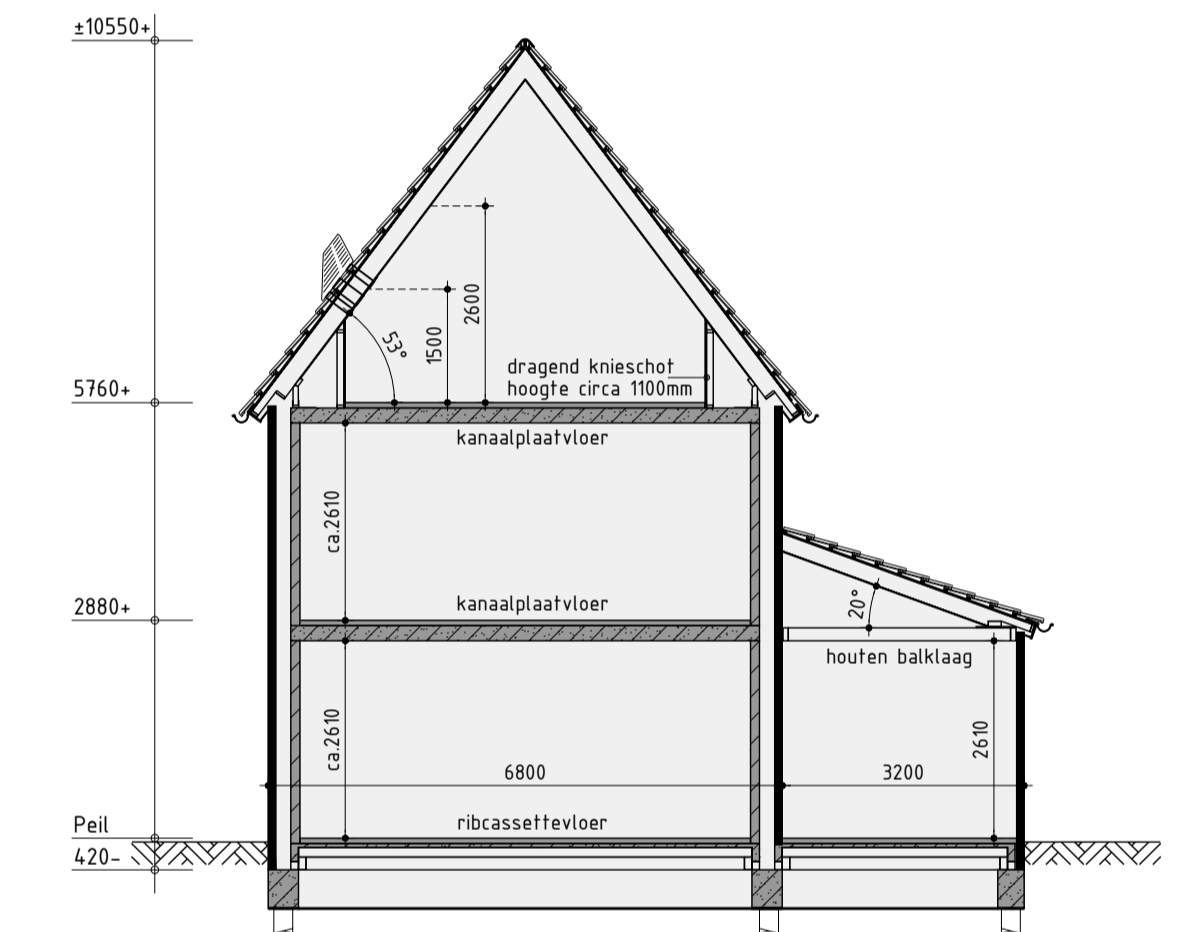 ±10550+
2600
53°
1500
dragend knieschot
hoogte circa 1100mm
5760+
kanaalplaatvloer
ca.2610
kanaalplaatvloer
2880+
20°
houten balklaag
ca.2610
2610
6800
3200
ribcassettevloer
Peil
420-